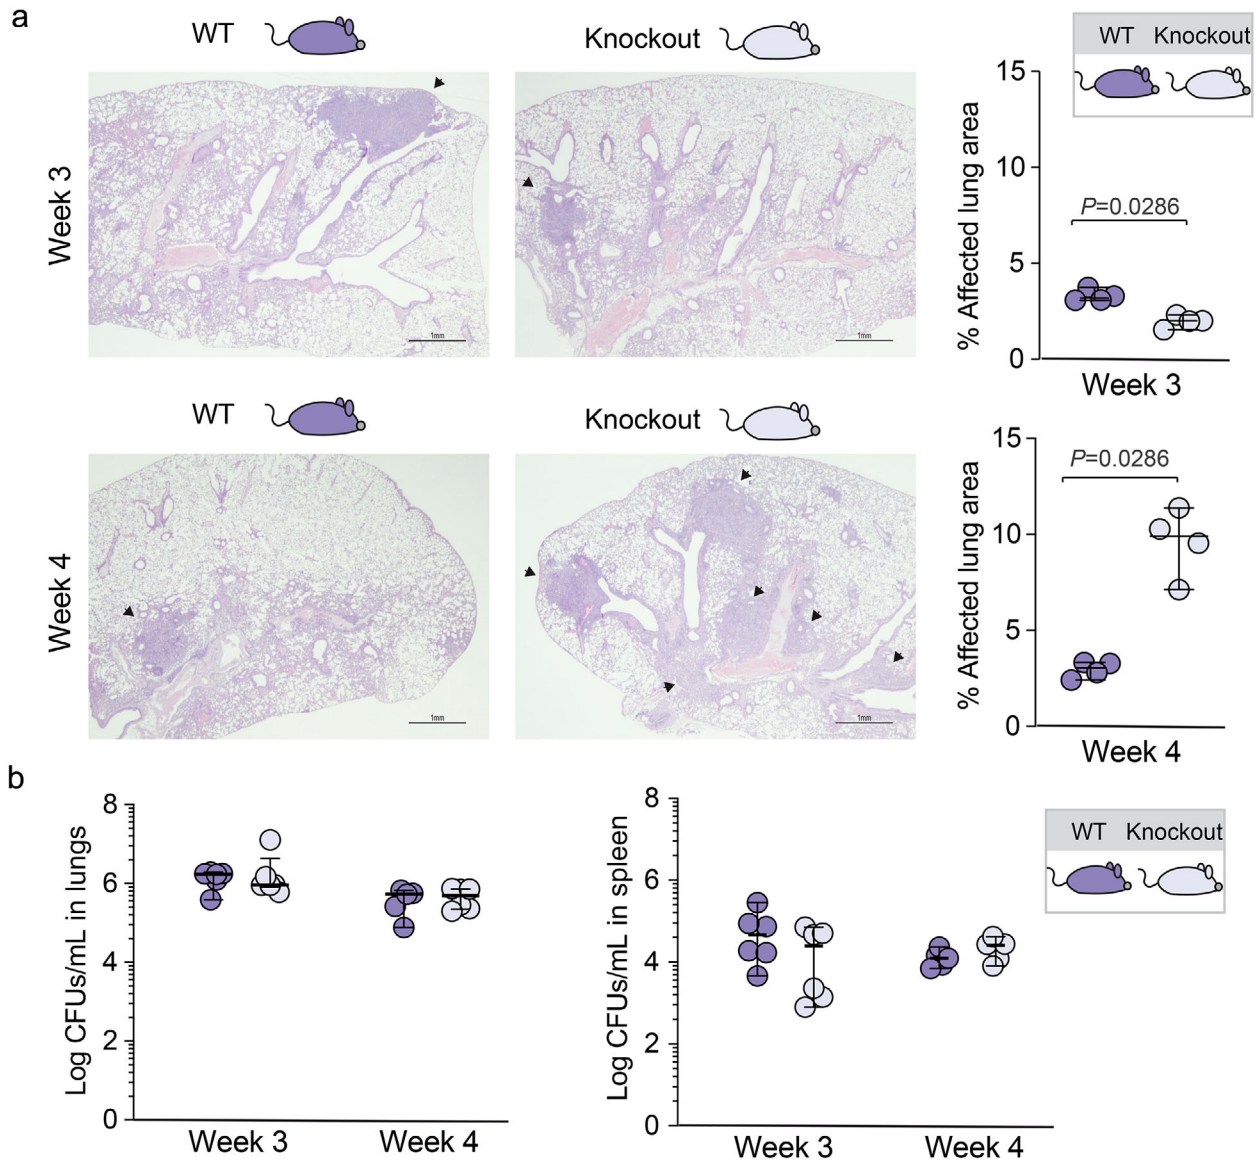 a
WT
Knockout
WT Knockout
Week 3
1mm
1mm
% Affected lung area
15
10
5
0
P=0.0286
Week 3
WT
Knockout
Week 4
1mm
1mm
% Affected lung area
15
10
5
0
P=0.0286
Week 4
b
Log CFUs/mL in lungs
8
6
4
2
0
Week 3 Week 4
Log CFUs/mL in spleen
8
6
4
2
0
Week 3 Week 4
WT Knockout